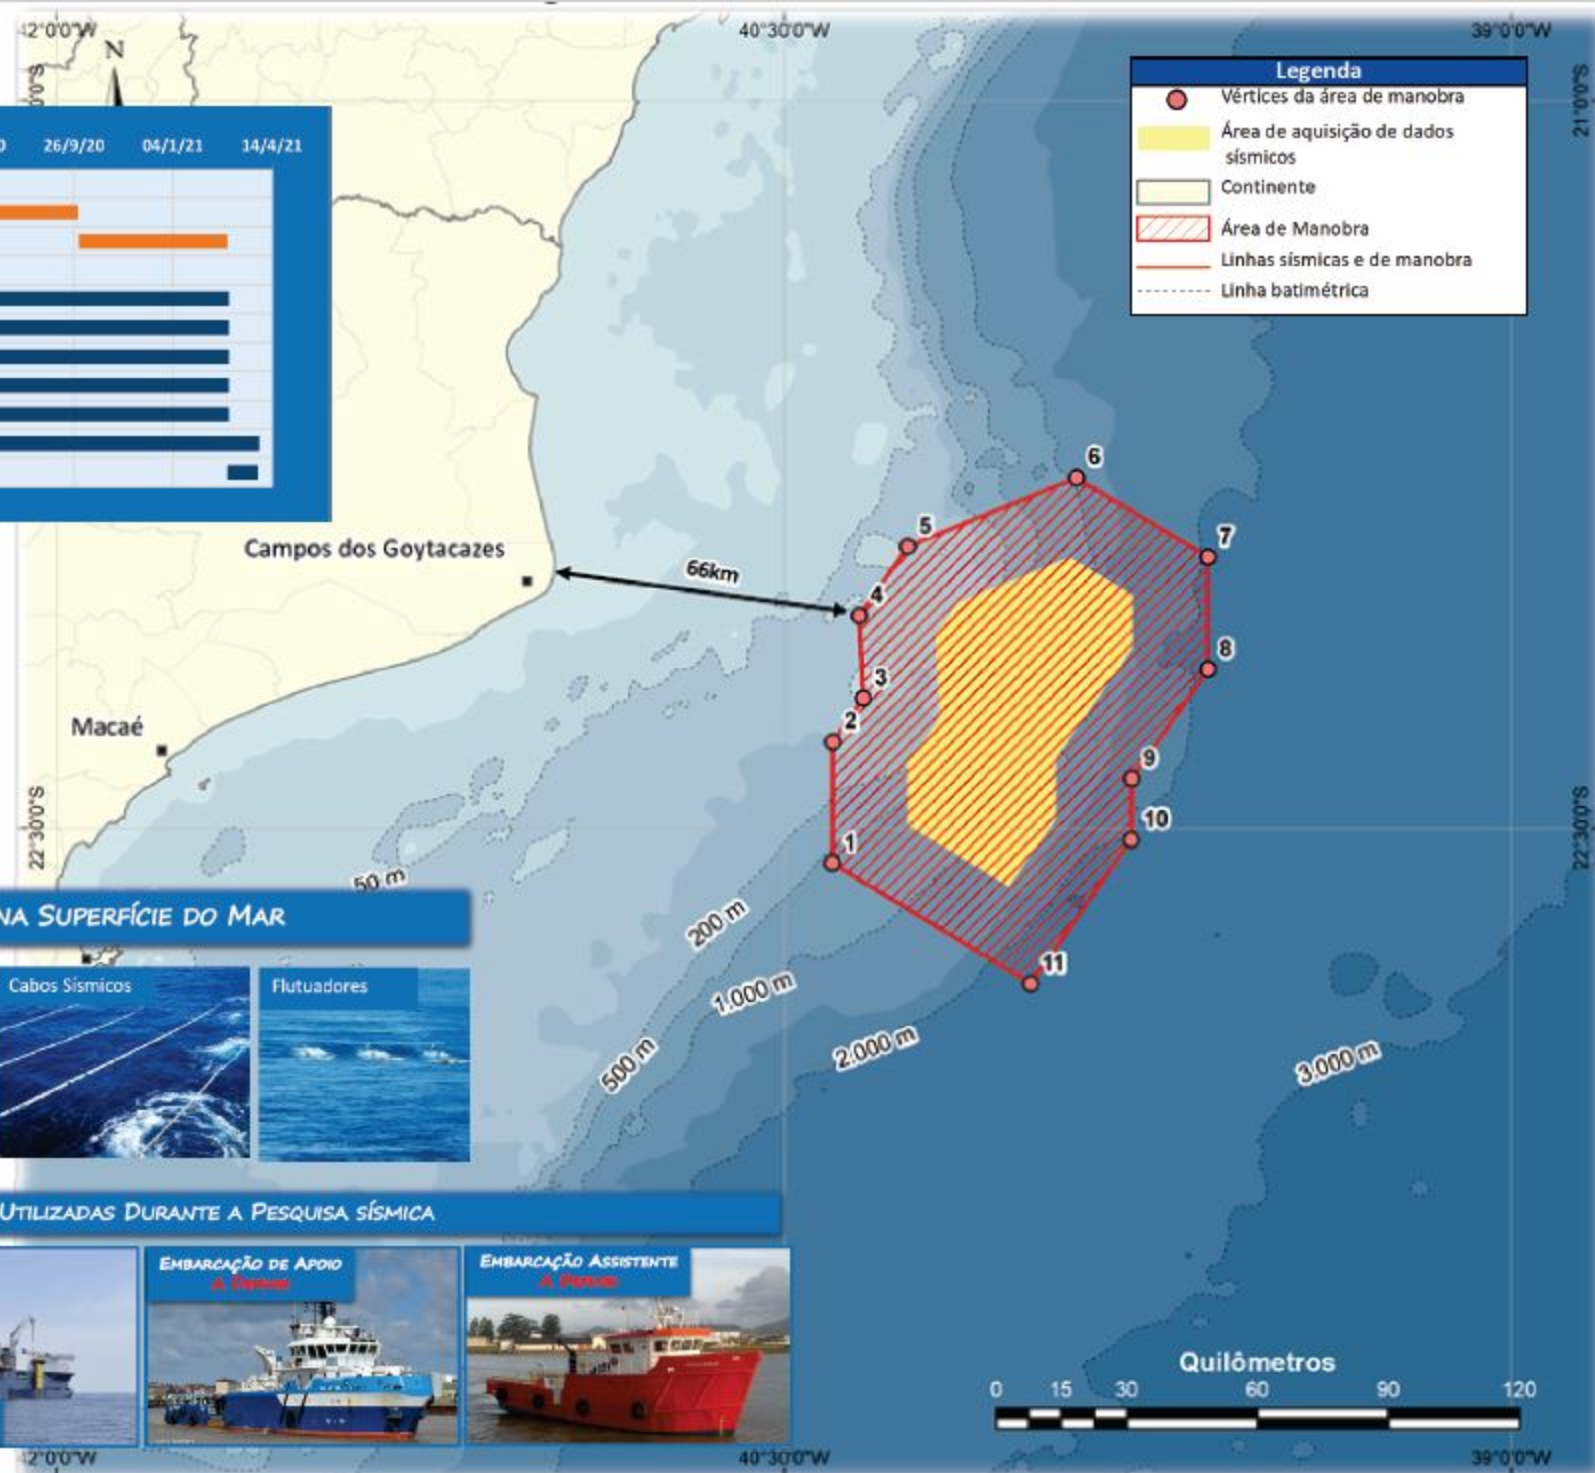 42°0'0"W
40°30'0"W
39°0'0"W
N
21°0'0"S
Legenda
Vértices da área de manobra
Área de aquisição de dados
sísmicos
Continente
Área de Manobra
Linhas sísmicas e de manobra
Linha batimétrica
0
26/9/20
04/1/21
14/4/21
6
5
7
Campos dos Goytacazes
66km
4
8
3
2
Macaé
9
10
1
22°30'0"S
22°30'0"S
50 m
200 m
11
1.000 m
500 m
2.000 m
3.000 m
NA SUPERFÍCIE DO MAR
Cabos Sísmicos
Flutuadores
UTILIZADAS DURANTE A PESQUISA SÍSMICA
EMBARCAÇÃO DE APOIO
EMBARCAÇÃO ASSISTENTE
Quilômetros
0 15 30 60 90 120
42°0'0"W
40°30'0"W
39°0'0"W